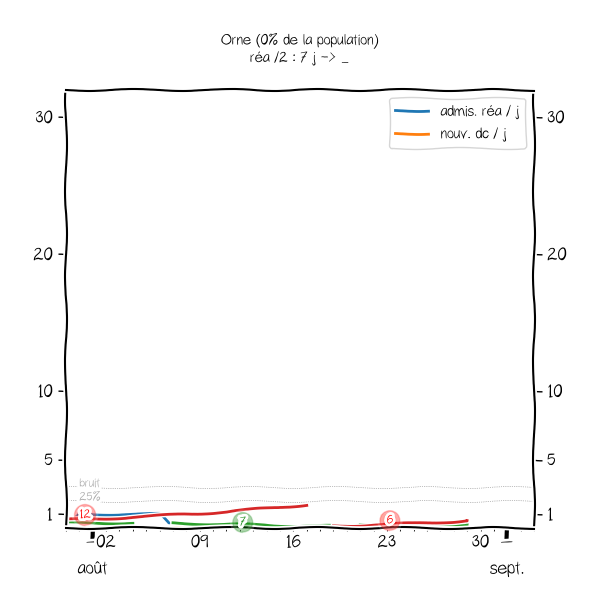 Orne (0% de la population)
réa /2 : 7 j -> _
admis. réa / j
nouv. dc / j
30
30
20
20
10
10
5
5
bruit
25%
1
1
12
7
6
02
09
16
23
30
août
sept.